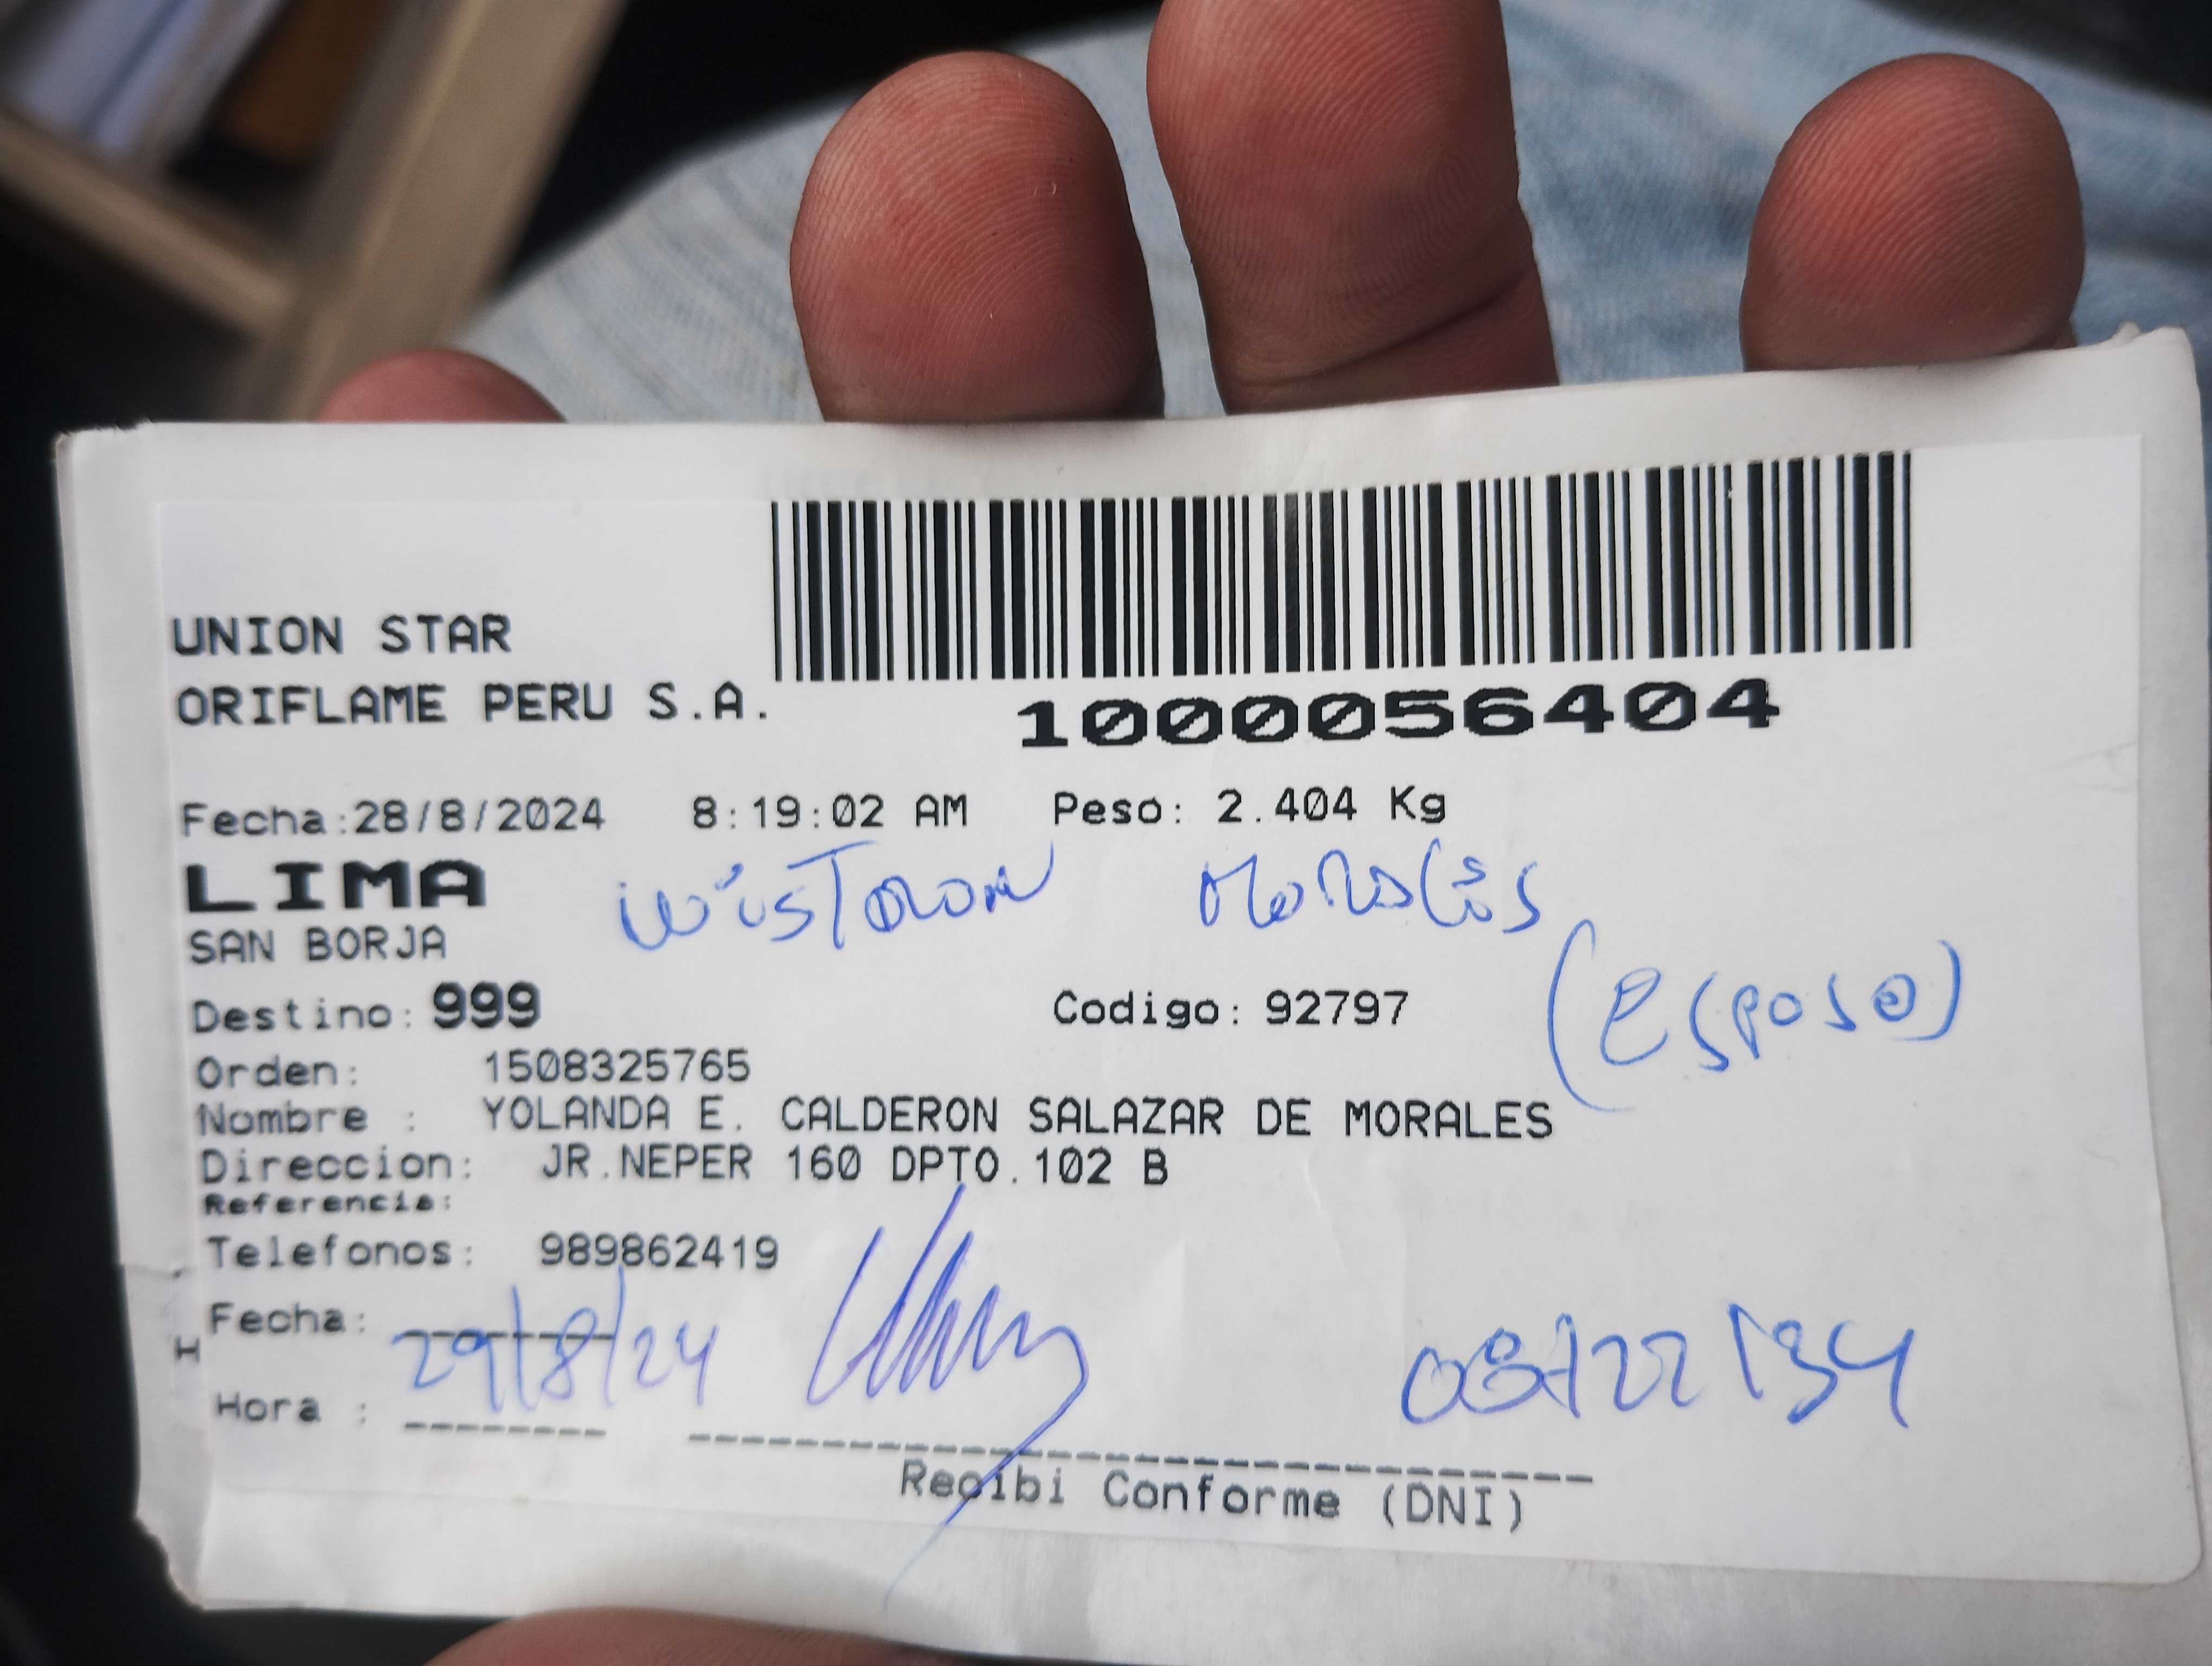 UNION STAR
ORIFLAME PERU S.A.
1000056404
Fecha:28/8/2024 8:19:02 AM Peso: 2.404 Kg
LIMA
SAN BORJA
Morales
(Esposo)
Destino: 999 Codigo: 92797
Orden: 1508325765
Nombre : YOLANDA E. CALDERON SALAZAR DE MORALES
Direccion: JR.NEPER 160 DPTO.102 B
Referencia:
Telefonos: 989862419
Fecha: 29/8/24
H
Hora :
Recibi Conforme (DNI)